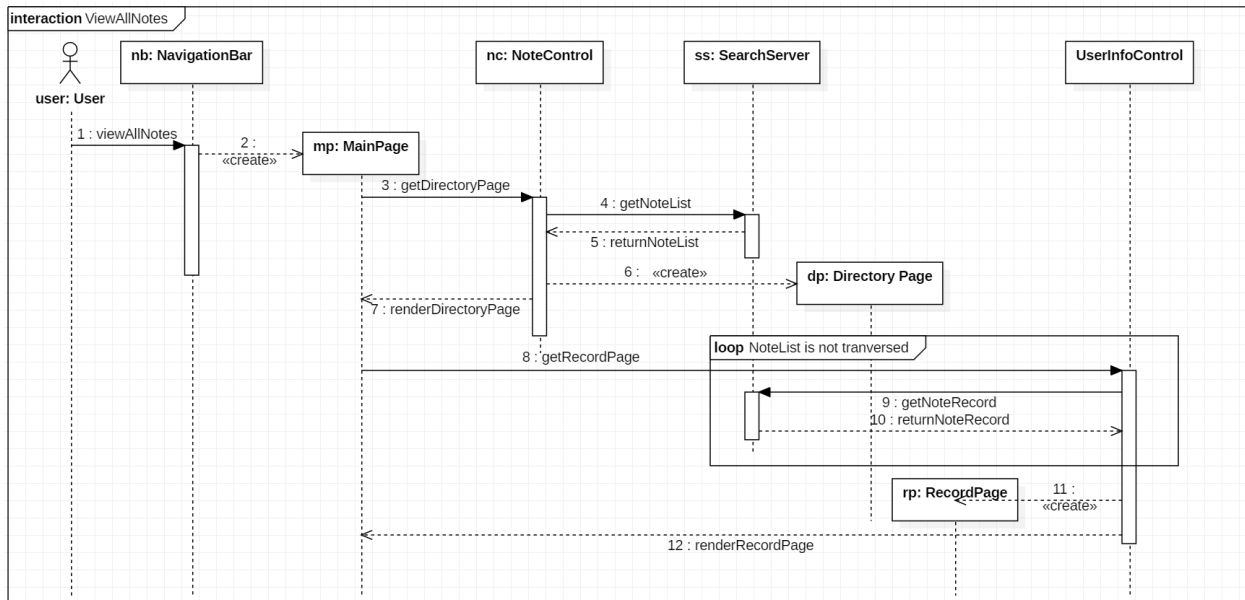 interaction ViewAllNotes
nb: NavigationBar
nc: NoteControl
ss: SearchServer
UserInfoControl
user: User
1 : viewAllNotes
2 :
«create»
mp: MainPage
3 : getDirectoryPage
4 : getNoteList
5 : returnNoteList
6 : «create»
dp: Directory Page
7 : renderDirectoryPage
loop NoteList is not tranversed
8 : getRecordPage
9 : getNoteRecord
10 : returnNoteRecord
rp: RecordPage
11 :
«create»
12 : renderRecordPage